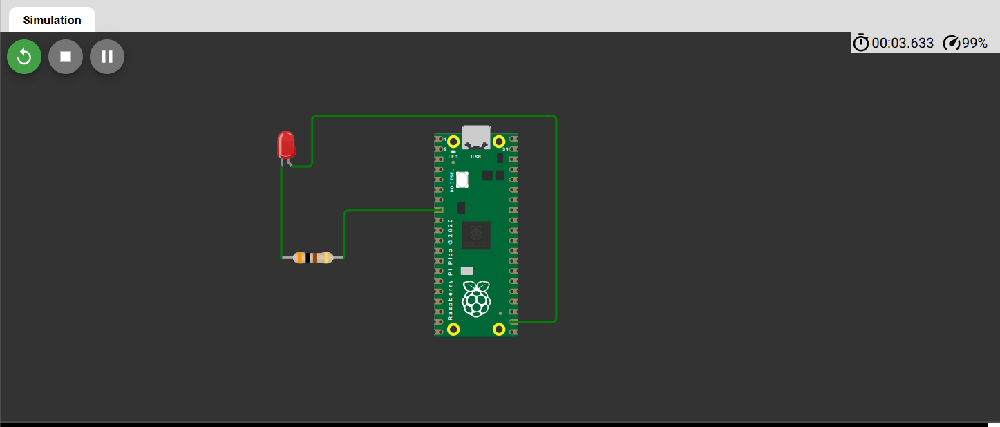 Simulation
00:03.633 99%
1
2
39
LED USB
BOOTSEL
Raspberry Pi Pico ©2020